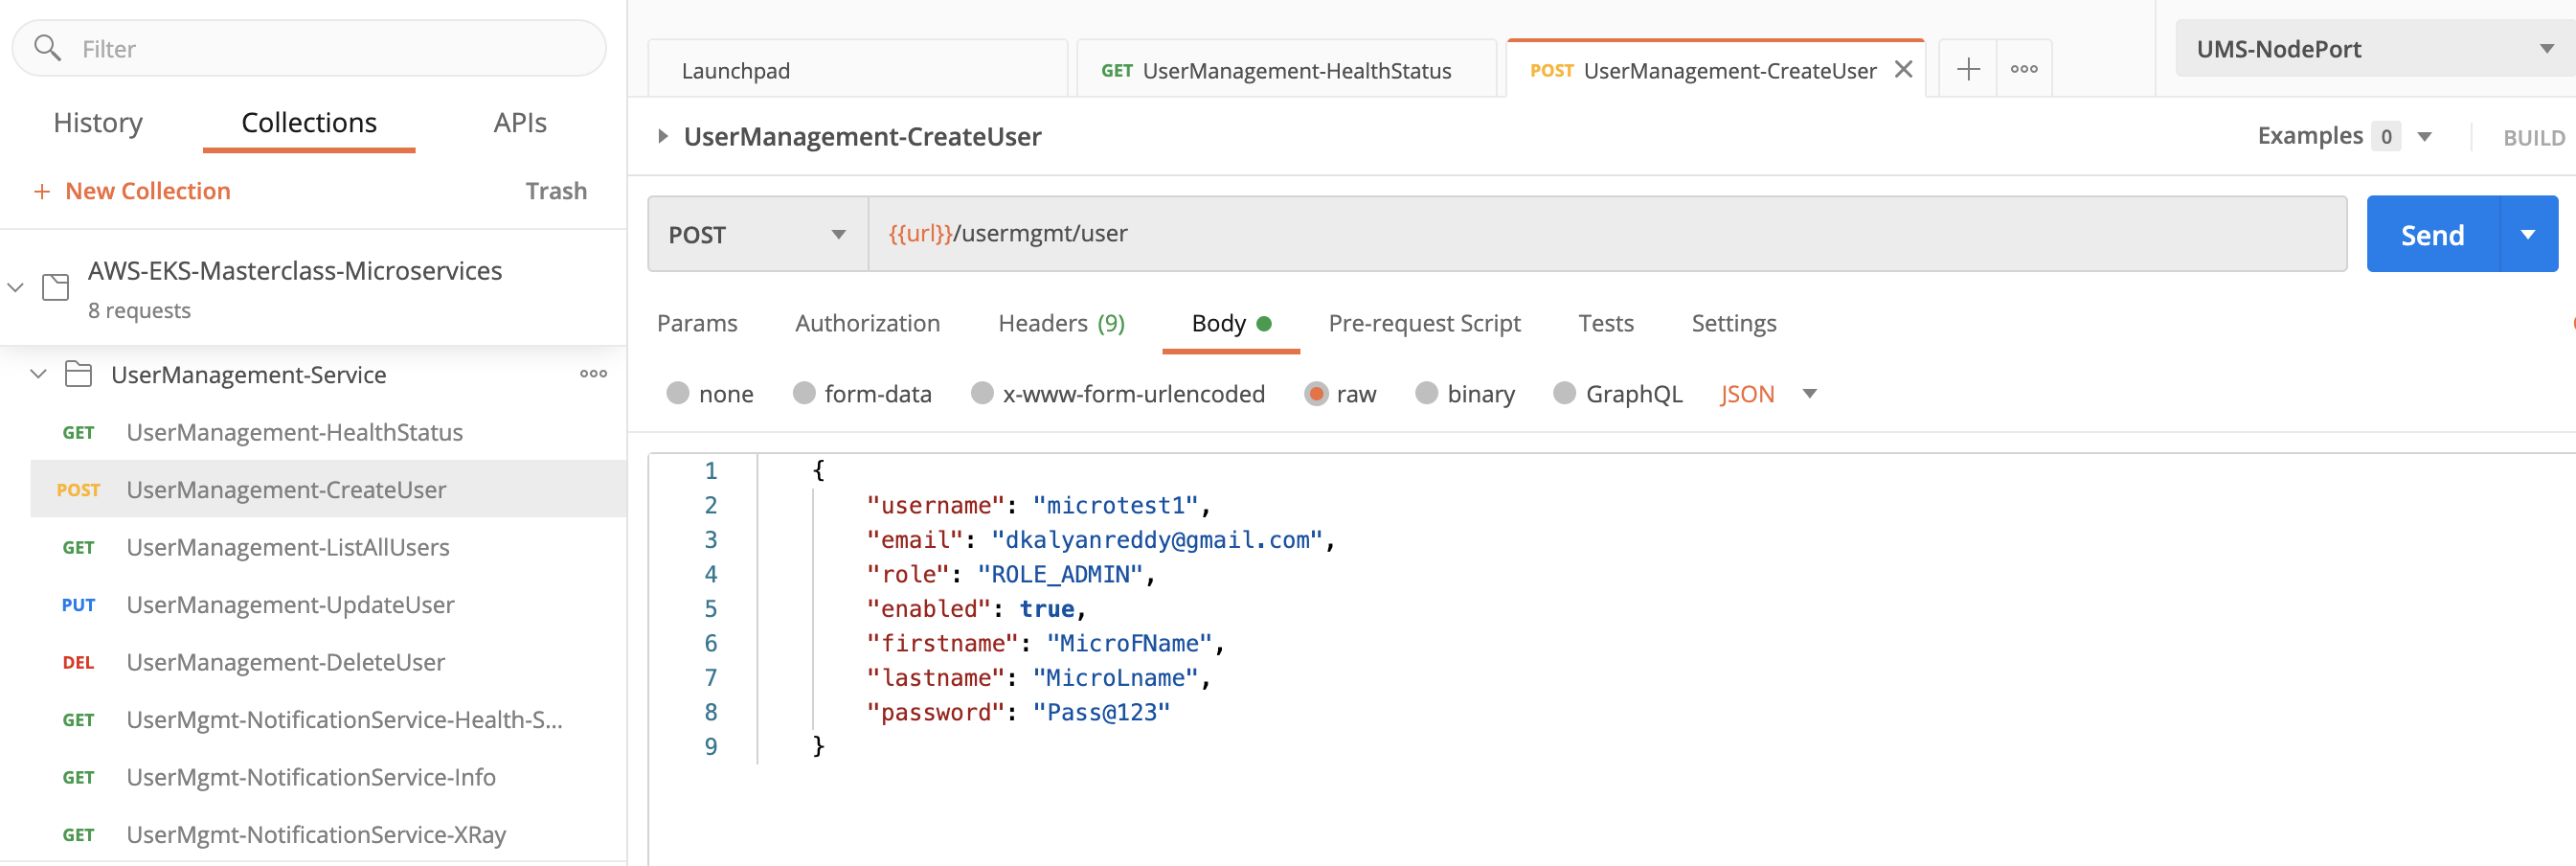 Filter
History Collections APIs
+ New Collection Trash
AWS-EKS-Masterclass-Microservices
8 requests
UserManagement-Service
GET UserManagement-HealthStatus
POST UserManagement-CreateUser
GET UserManagement-ListAllUsers
PUT UserManagement-UpdateUser
DEL UserManagement-DeleteUser
GET UserMgmt-NotificationService-Health-S...
GET UserMgmt-NotificationService-Info
GET UserMgmt-NotificationService-XRay
Launchpad GET UserManagement-HealthStatus POST UserManagement-CreateUser UMS-NodePort
UserManagement-CreateUser Examples 0 BUILD
POST {{url}}/usermgmt/user Send
Params Authorization Headers (9) Body Pre-request Script Tests Settings
none form-data x-www-form-urlencoded raw binary GraphQL JSON
1 {
2 "username": "microtest1",
3 "email": "dkalyanreddy@gmail.com",
4 "role": "ROLE_ADMIN",
5 "enabled": true,
6 "firstname": "MicroFName",
7 "lastname": "MicroLname",
8 "password": "Pass@123"
9 }